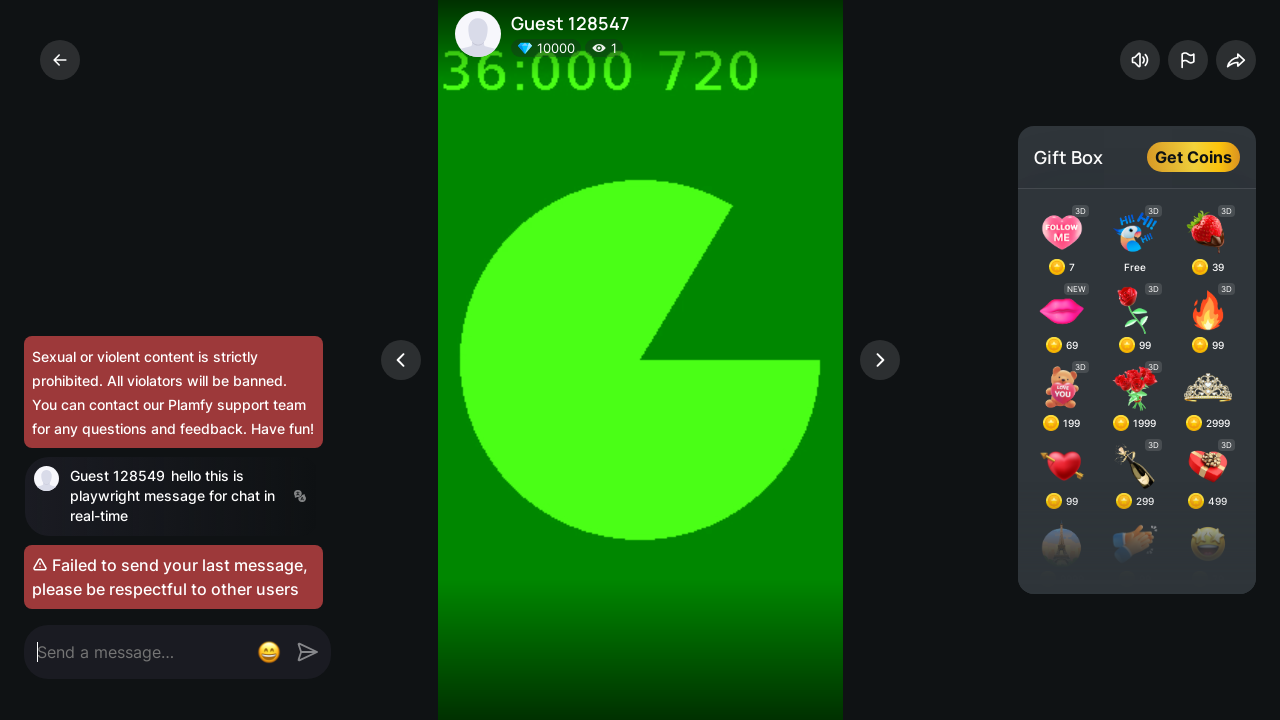 Guest 128547
10000 1
36:000 720
Gift Box
Get Coins
3D 3D 3D
FOLLOW ME
Hi! Hi! Hi!
7 Free 39
NEW 3D 3D
69 99 99
3D 3D
LOVE YOU
199 1999 2999
3D 3D
99 299 499
Sexual or violent content is strictly
prohibited. All violators will be banned.
You can contact our Plamfy support team
for any questions and feedback. Have fun!
Guest 128549 hello this is
playwright message for chat in
real-time
Failed to send your last message,
please be respectful to other users
Send a message...